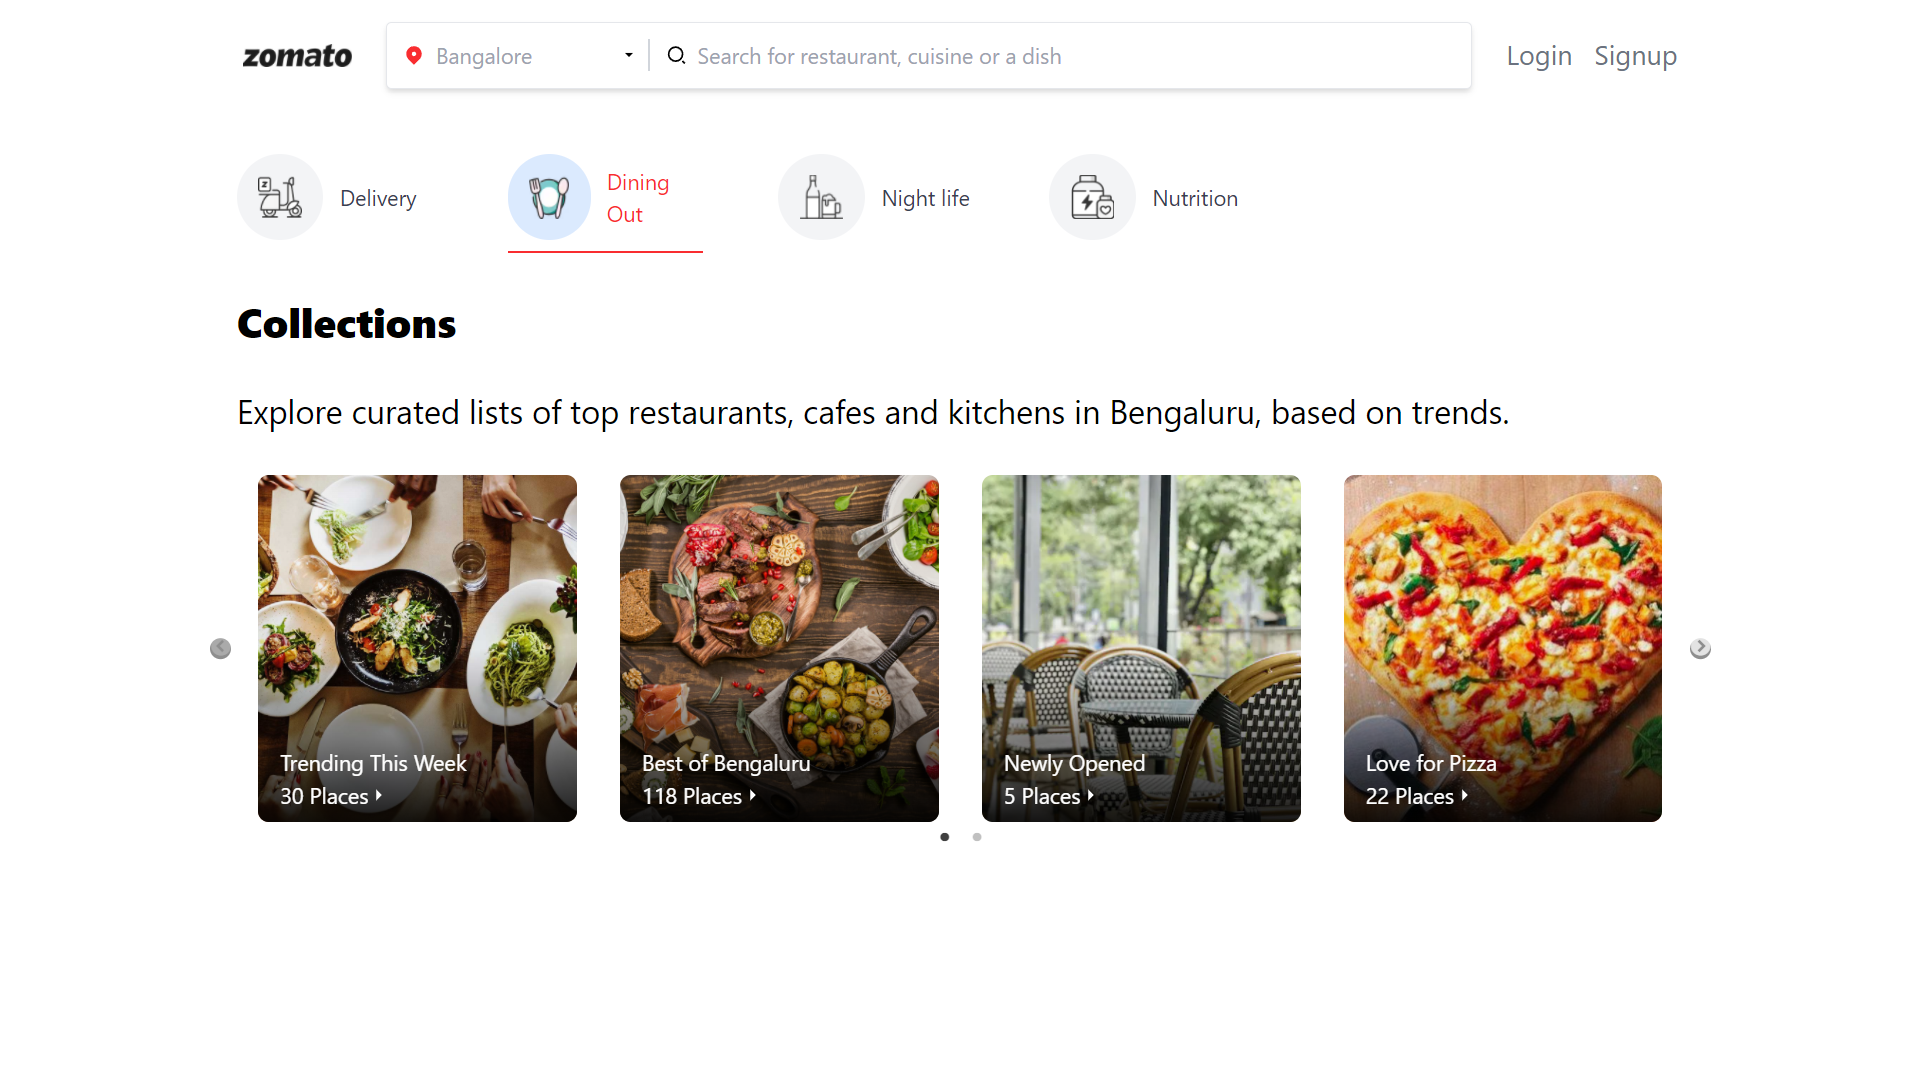 zomato
Bangalore
Search for restaurant, cuisine or a dish
Login
Signup
Delivery
Dining
Out
Night life
Nutrition
Collections
Explore curated lists of top restaurants, cafes and kitchens in Bengaluru, based on trends.
Trending This Week
30 Places
Best of Bengaluru
118 Places
Newly Opened
5 Places
Love for Pizza
22 Places